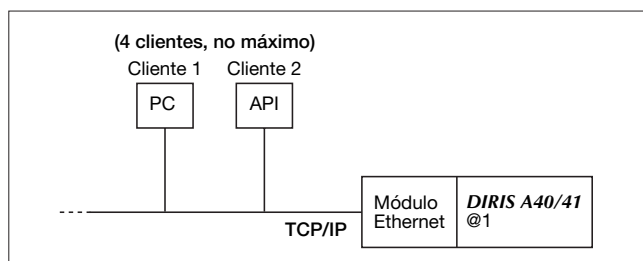 (4 clientes, no máximo)
Cliente 1 Cliente 2
PC API
Módulo Ethernet
DIRIS A40/41
@1
TCP/IP